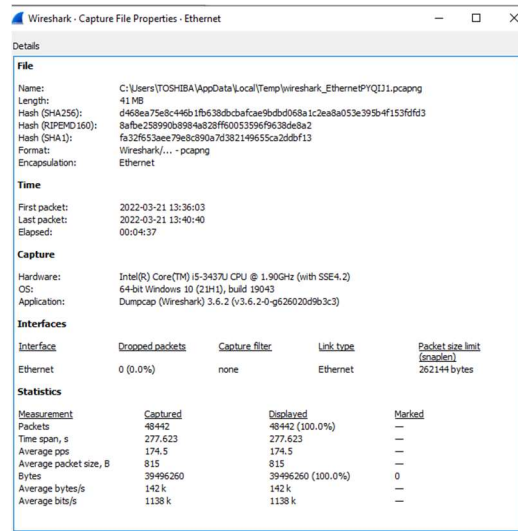 Wireshark · Capture File Properties · Ethernet
Details
File
Name: C:\Users\TOSHIBA\AppData\Local\Temp\wireshark_EthernetPYQIJ1.pcapng
Length: 41 MB
Hash (SHA256): d468ea75e8c446b1fb638dbcbafcae9bdbd068a1c2ea8a053e395b4f153fdfd3
Hash (RIPEMD160): 8afbe258990b8984a828ff60053596f9638de8a2
Hash (SHA1): fa32f653aee79e8c890a7d382149655ca2ddbf13
Format: Wireshark/... - pcapng
Encapsulation: Ethernet
Time
First packet: 2022-03-21 13:36:03
Last packet: 2022-03-21 13:40:40
Elapsed: 00:04:37
Capture
Hardware: Intel(R) Core(TM) i5-3437U CPU @ 1.90GHz (with SSE4.2)
OS: 64-bit Windows 10 (21H1), build 19043
Application: Dumpcap (Wireshark) 3.6.2 (v3.6.2-0-g626020d9b3c3)
Interfaces
Interface Dropped packets Capture filter Link type Packet size limit
(snaplen)
Ethernet 0 (0.0%) none Ethernet 262144 bytes
Statistics
Measurement Captured Displayed Marked
Packets 48442 48442 (100.0%) —
Time span, s 277.623 277.623 —
Average pps 174.5 174.5 —
Average packet size, B 815 815 —
Bytes 39496260 39496260 (100.0%) 0
Average bytes/s 142 k 142 k —
Average bits/s 1138 k 1138 k —